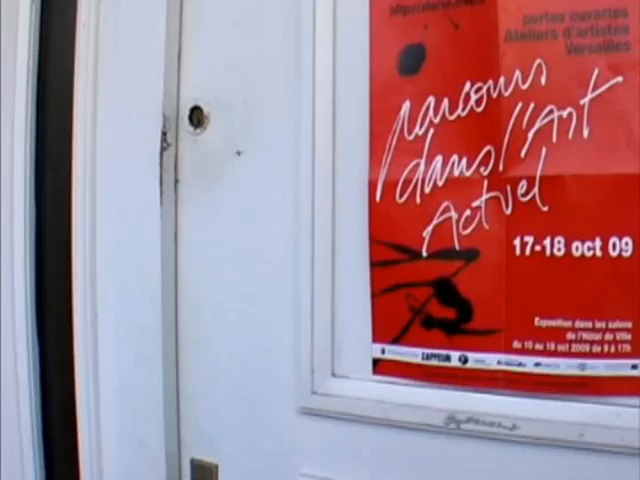 portes ouvertes
Ateliers d'artistes
Versailles
parcours
dans l'Art
Actuel
17-18 oct 09
Exposition dans les salons
de l'Hôtel de Ville
du 10 au 18 oct 2009 de 9 à 17h
ZAPPEUR